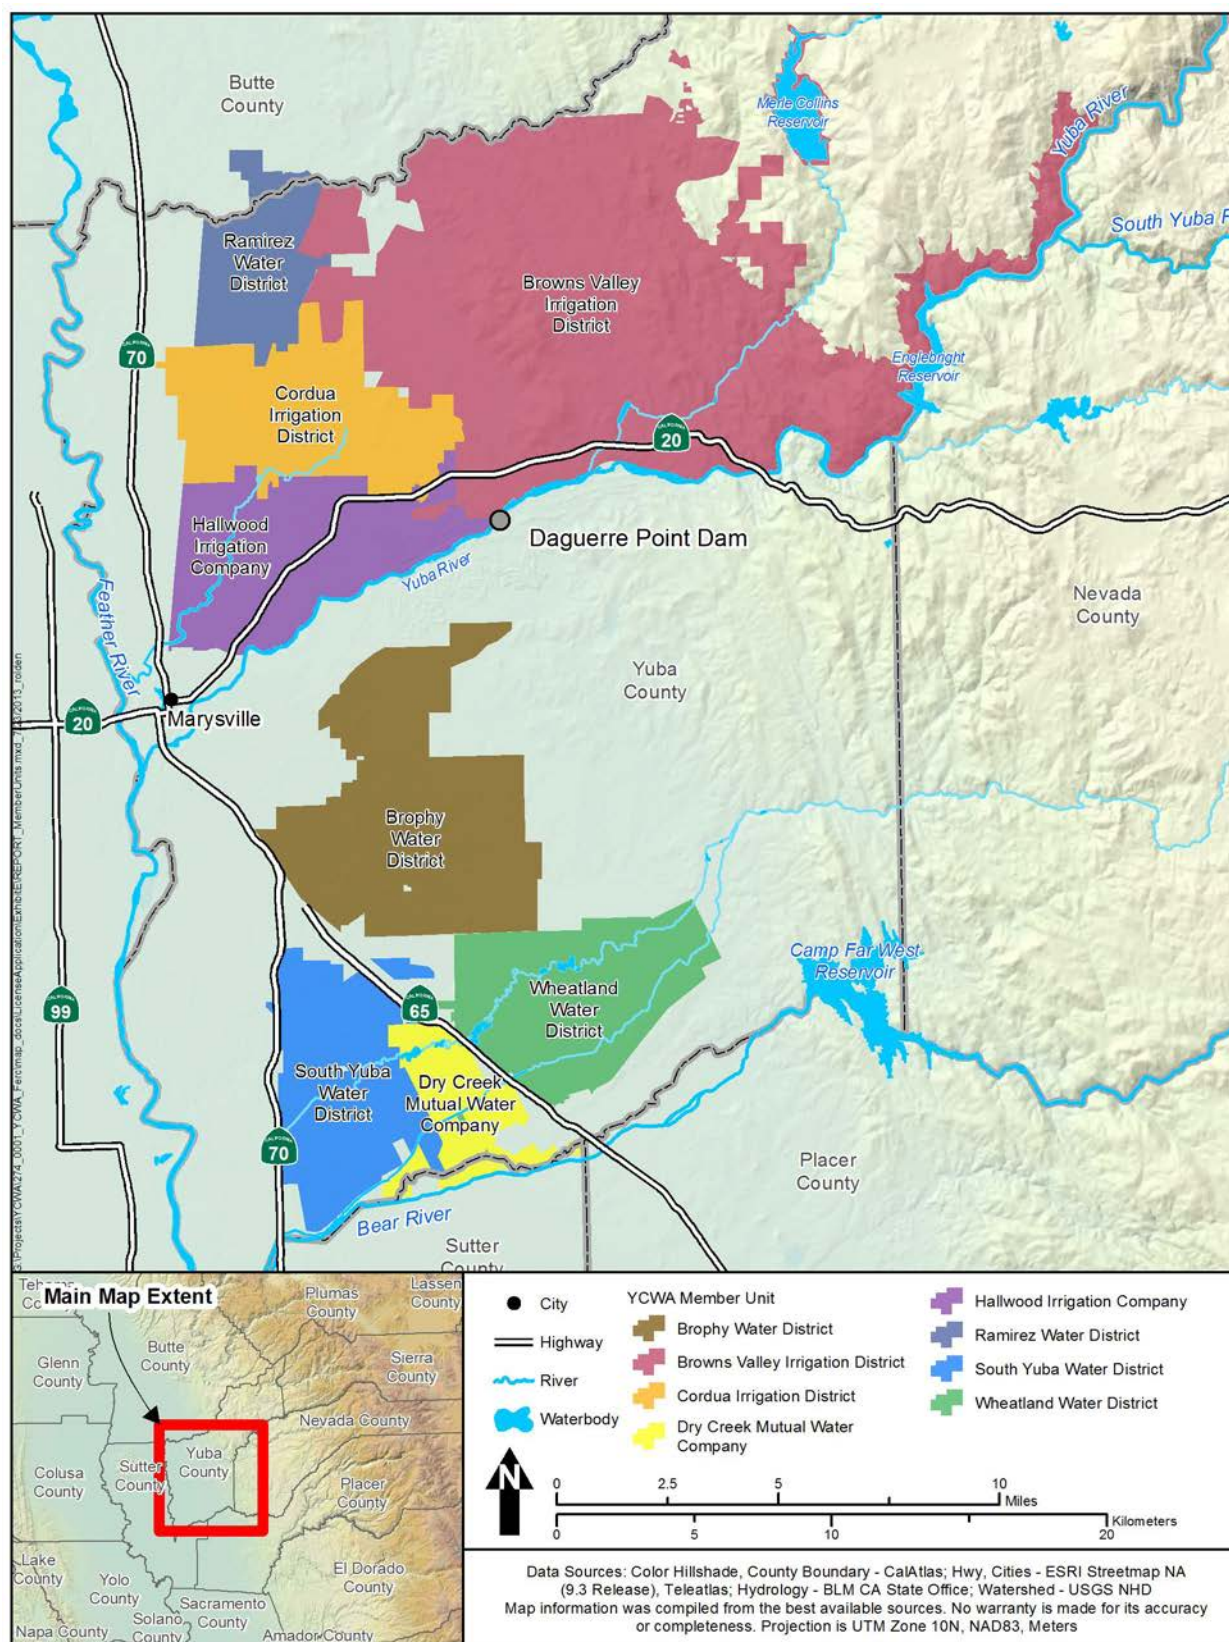 Butte
County
Merle Collins
Reservoir
Yuba River
South Yuba R
Ramirez
Water
District
Browns Valley
Irrigation
District
CALIFORNIA
70
Englebright
Reservoir
Cordua
Irrigation
District
CALIFORNIA
20
Hallwood
Irrigation
Company
Daguerre Point Dam
Yuba River
Feather River
Nevada
County
Yuba
County
CALIFORNIA
20
Marysville
Brophy
Water
District
Camp Far West
Reservoir
Wheatland
Water
District
CALIFORNIA
99
CALIFORNIA
65
South Yuba
Water
District
Dry Creek
Mutual Water
Company
CALIFORNIA
70
Placer
County
Bear River
Sutter
County
Main Map Extent
Plumas
County
Lassen
County
Butte
County
Glenn
County
Sierra
County
Nevada County
Yuba
County
Sutter
County
Colusa
County
Placer
County
El Dorado
County
Lake
County
Yolo
County
Sacramento
County
Solano
County
Napa County
Amador County
City
Highway
River
Waterbody
N
YCWA Member Unit
Brophy Water District
Browns Valley Irrigation District
Cordua Irrigation District
Dry Creek Mutual Water
Company
Hallwood Irrigation Company
Ramirez Water District
South Yuba Water District
Wheatland Water District
0 2.5 5 10
Miles
Kilometers
0 5 10 20
Data Sources: Color Hillshade, County Boundary - CalAtlas; Hwy, Cities - ESRI Streetmap NA
(9.3 Release), Teleatlas; Hydrology - BLM CA State Office; Watershed - USGS NHD
Map information was compiled from the best available sources. No warranty is made for its accuracy
or completeness. Projection is UTM Zone 10N, NAD83, Meters